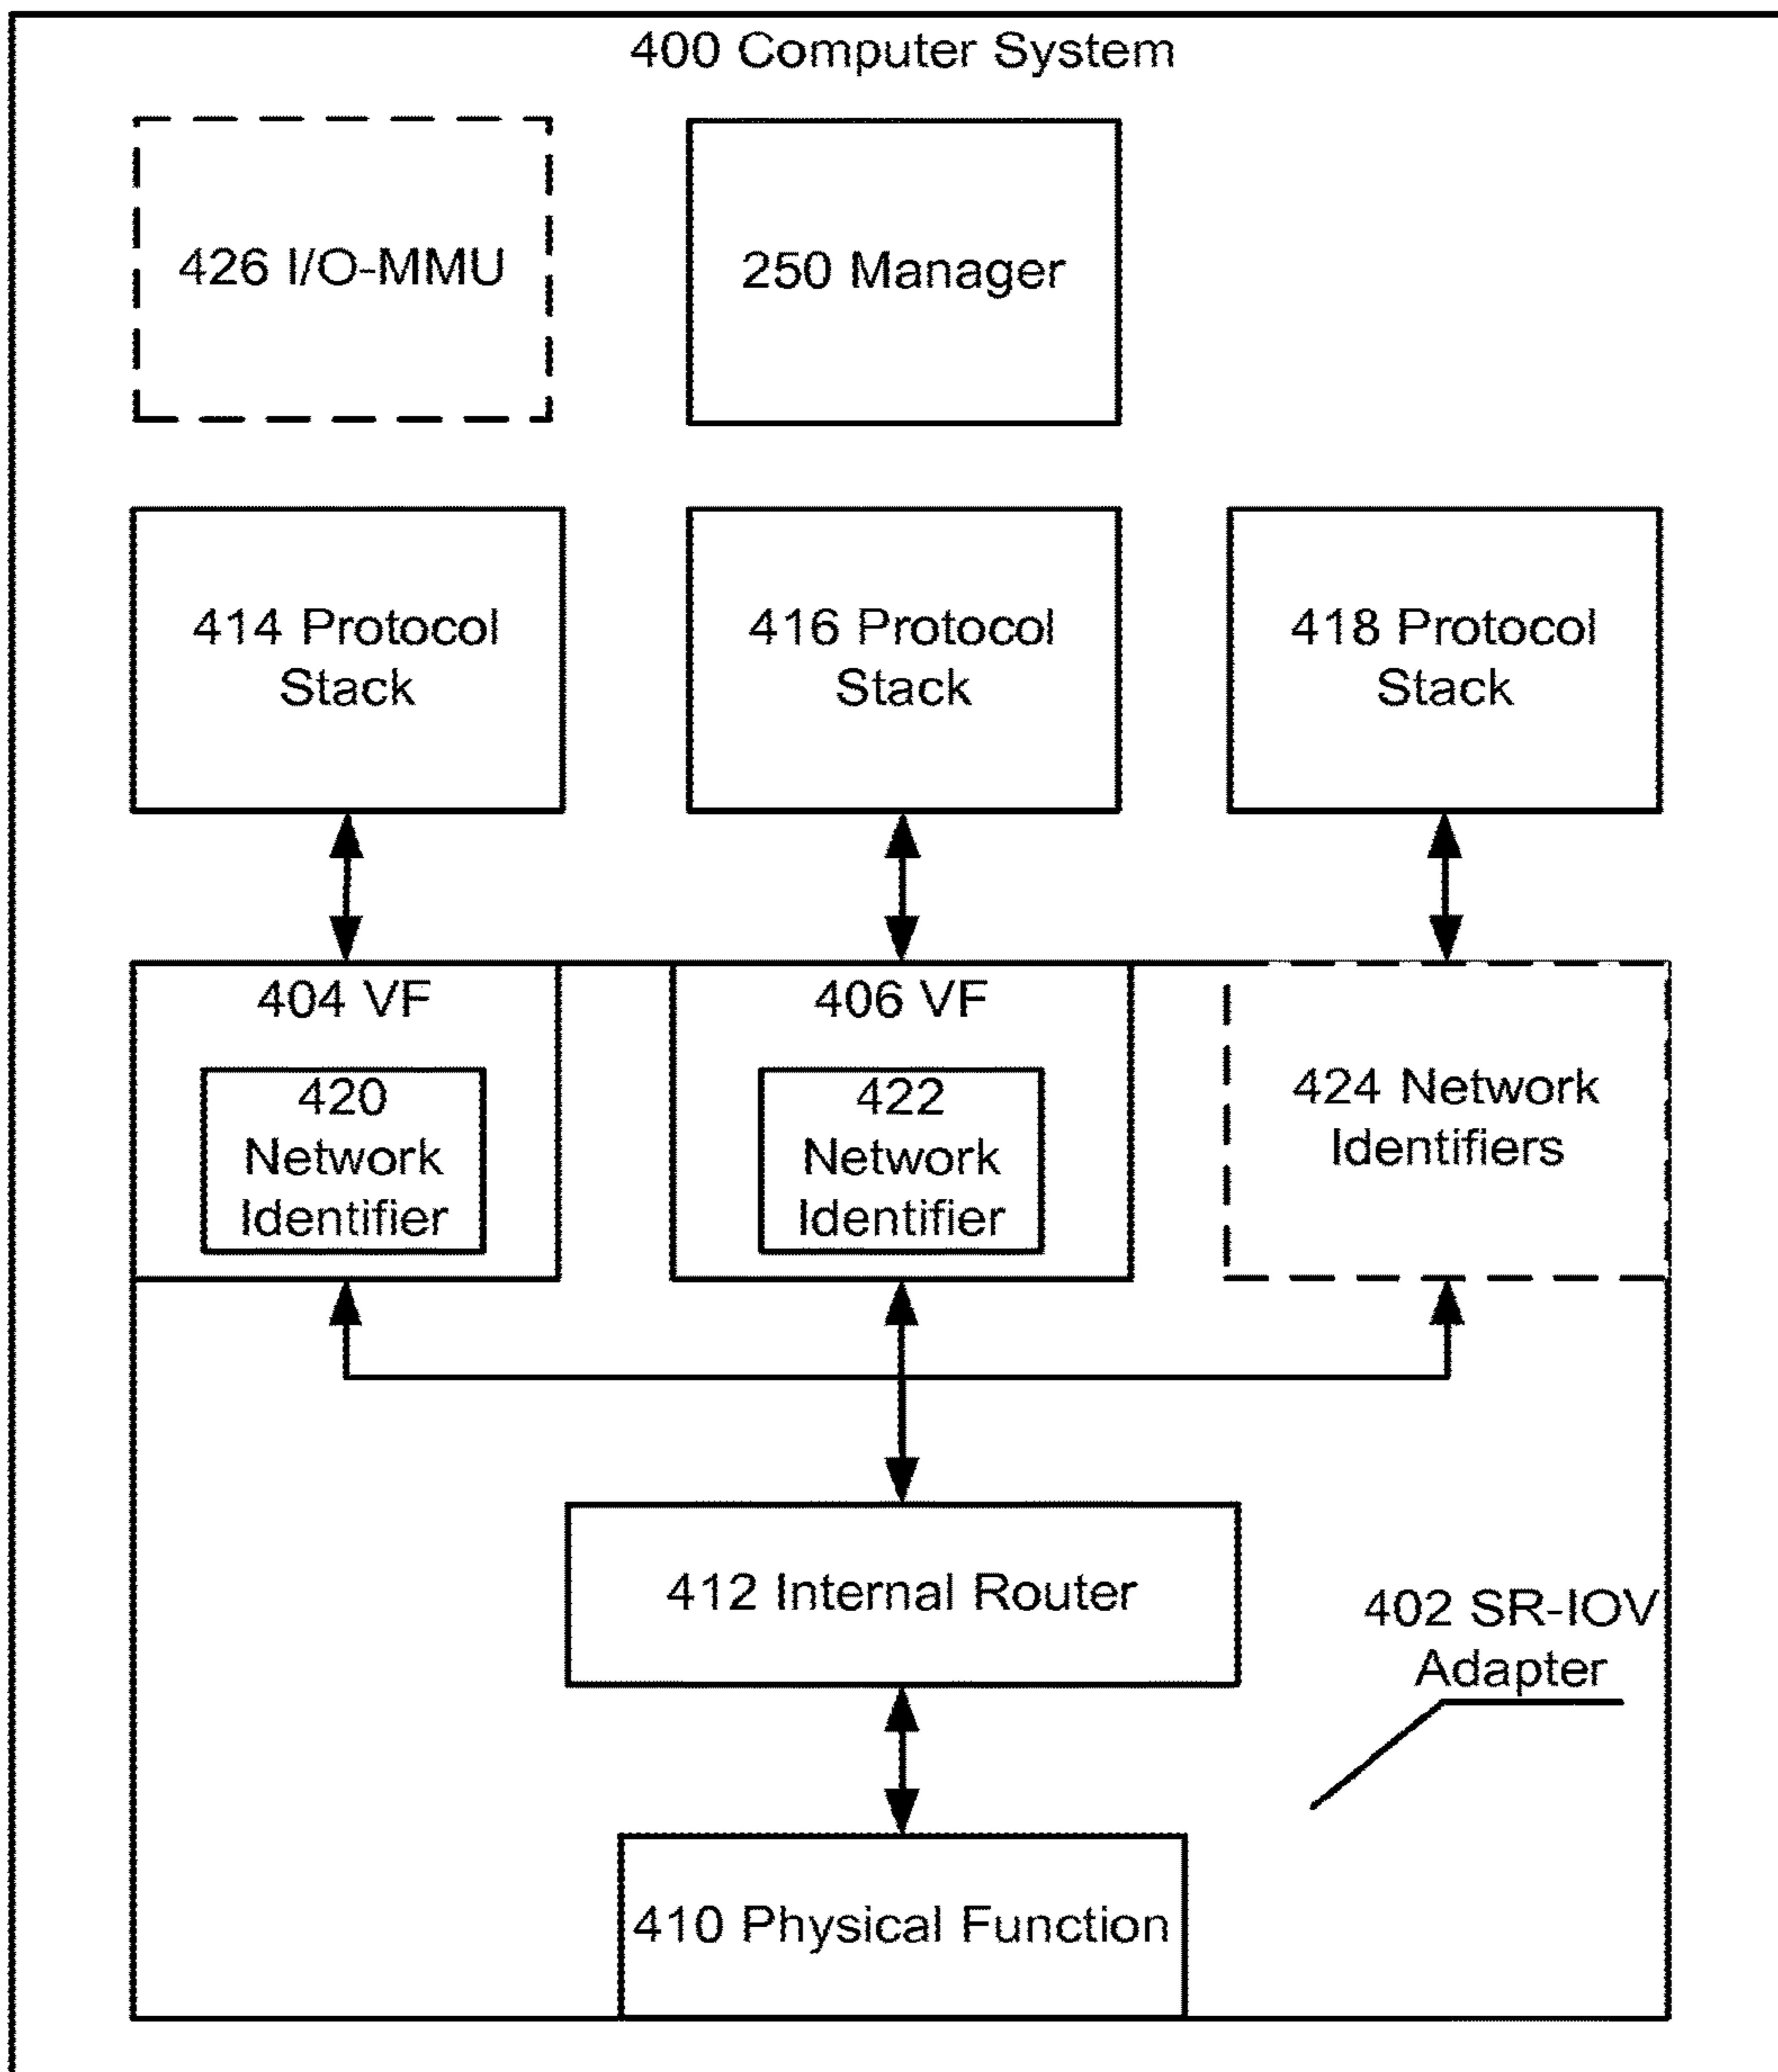 400 Computer System
426 I/O-MMU
250 Manager
414 Protocol
Stack
416 Protocol
Stack
418 Protocol
Stack
404 VF
420
Network
Identifier
406 VF
422
Network
Identifier
424 Network
Identifiers
412 Internal Router
402 SR-IOV
Adapter
410 Physical Function